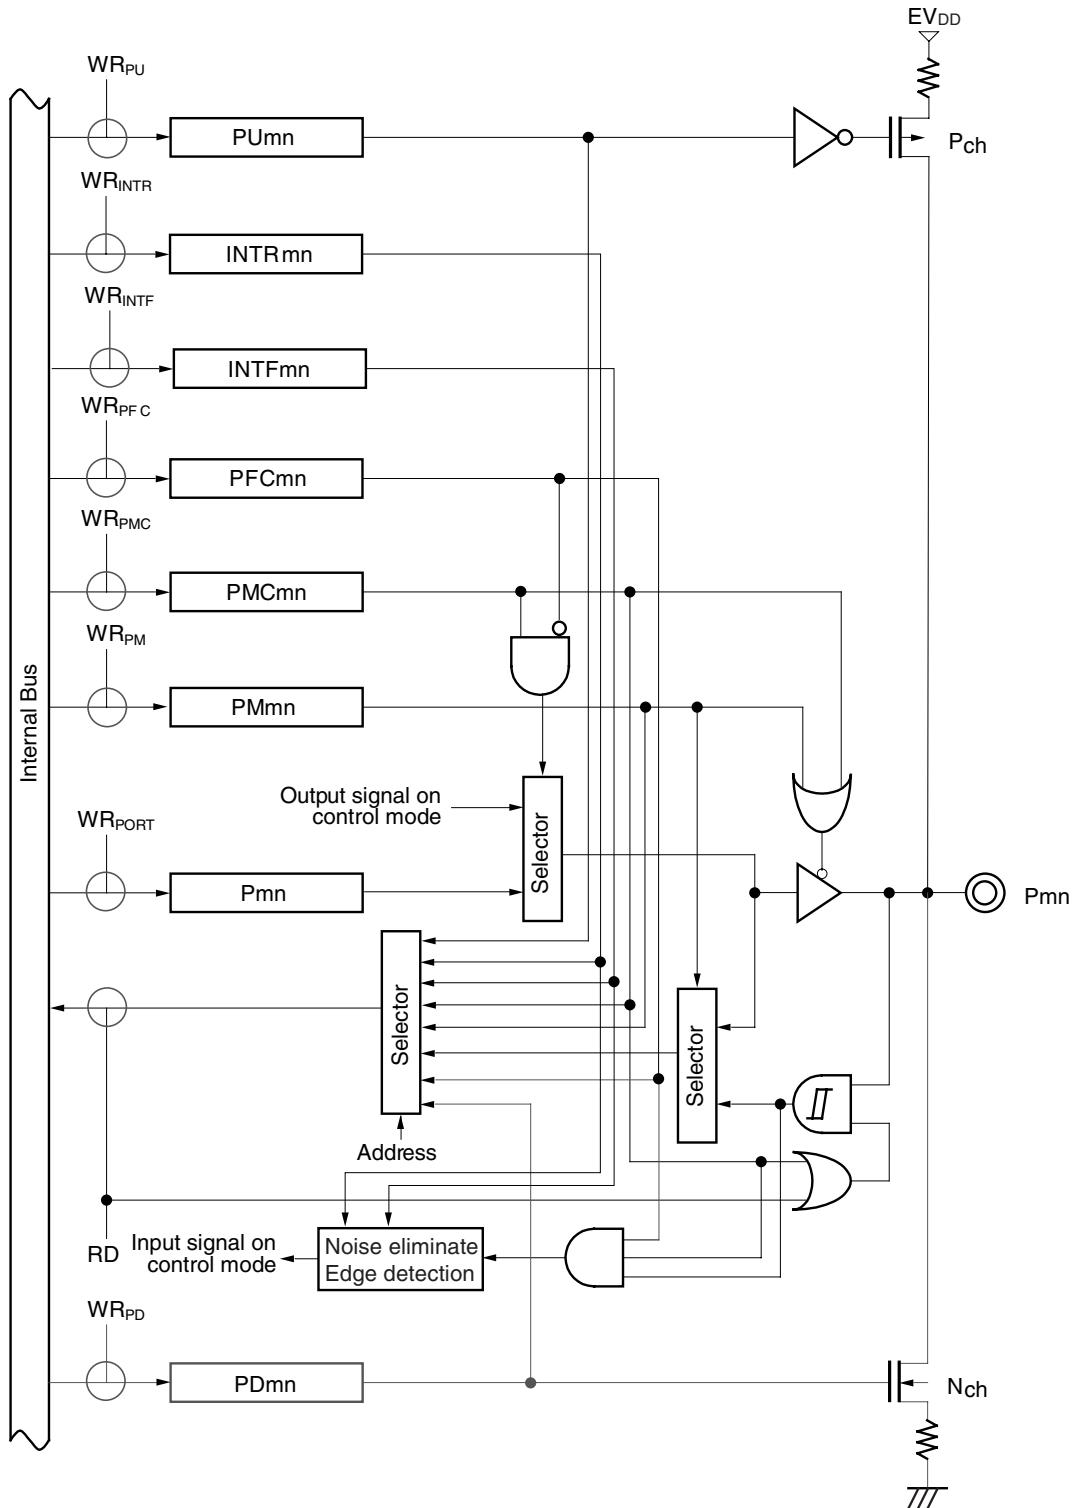 EVDD
WRPU
PUmn
Pch
WRINTR
INTRmn
WRINTF
INTFmn
WRPFC
PFCmn
WRPMC
PMCmn
WRPM
PMmn
Internal Bus
Output signal on
control mode
Selector
WRPORT
Pmn
Pmn
Selector
Selector
Address
RD
Input signal on
control mode
Noise eliminate
Edge detection
WRPD
PDmn
Nch